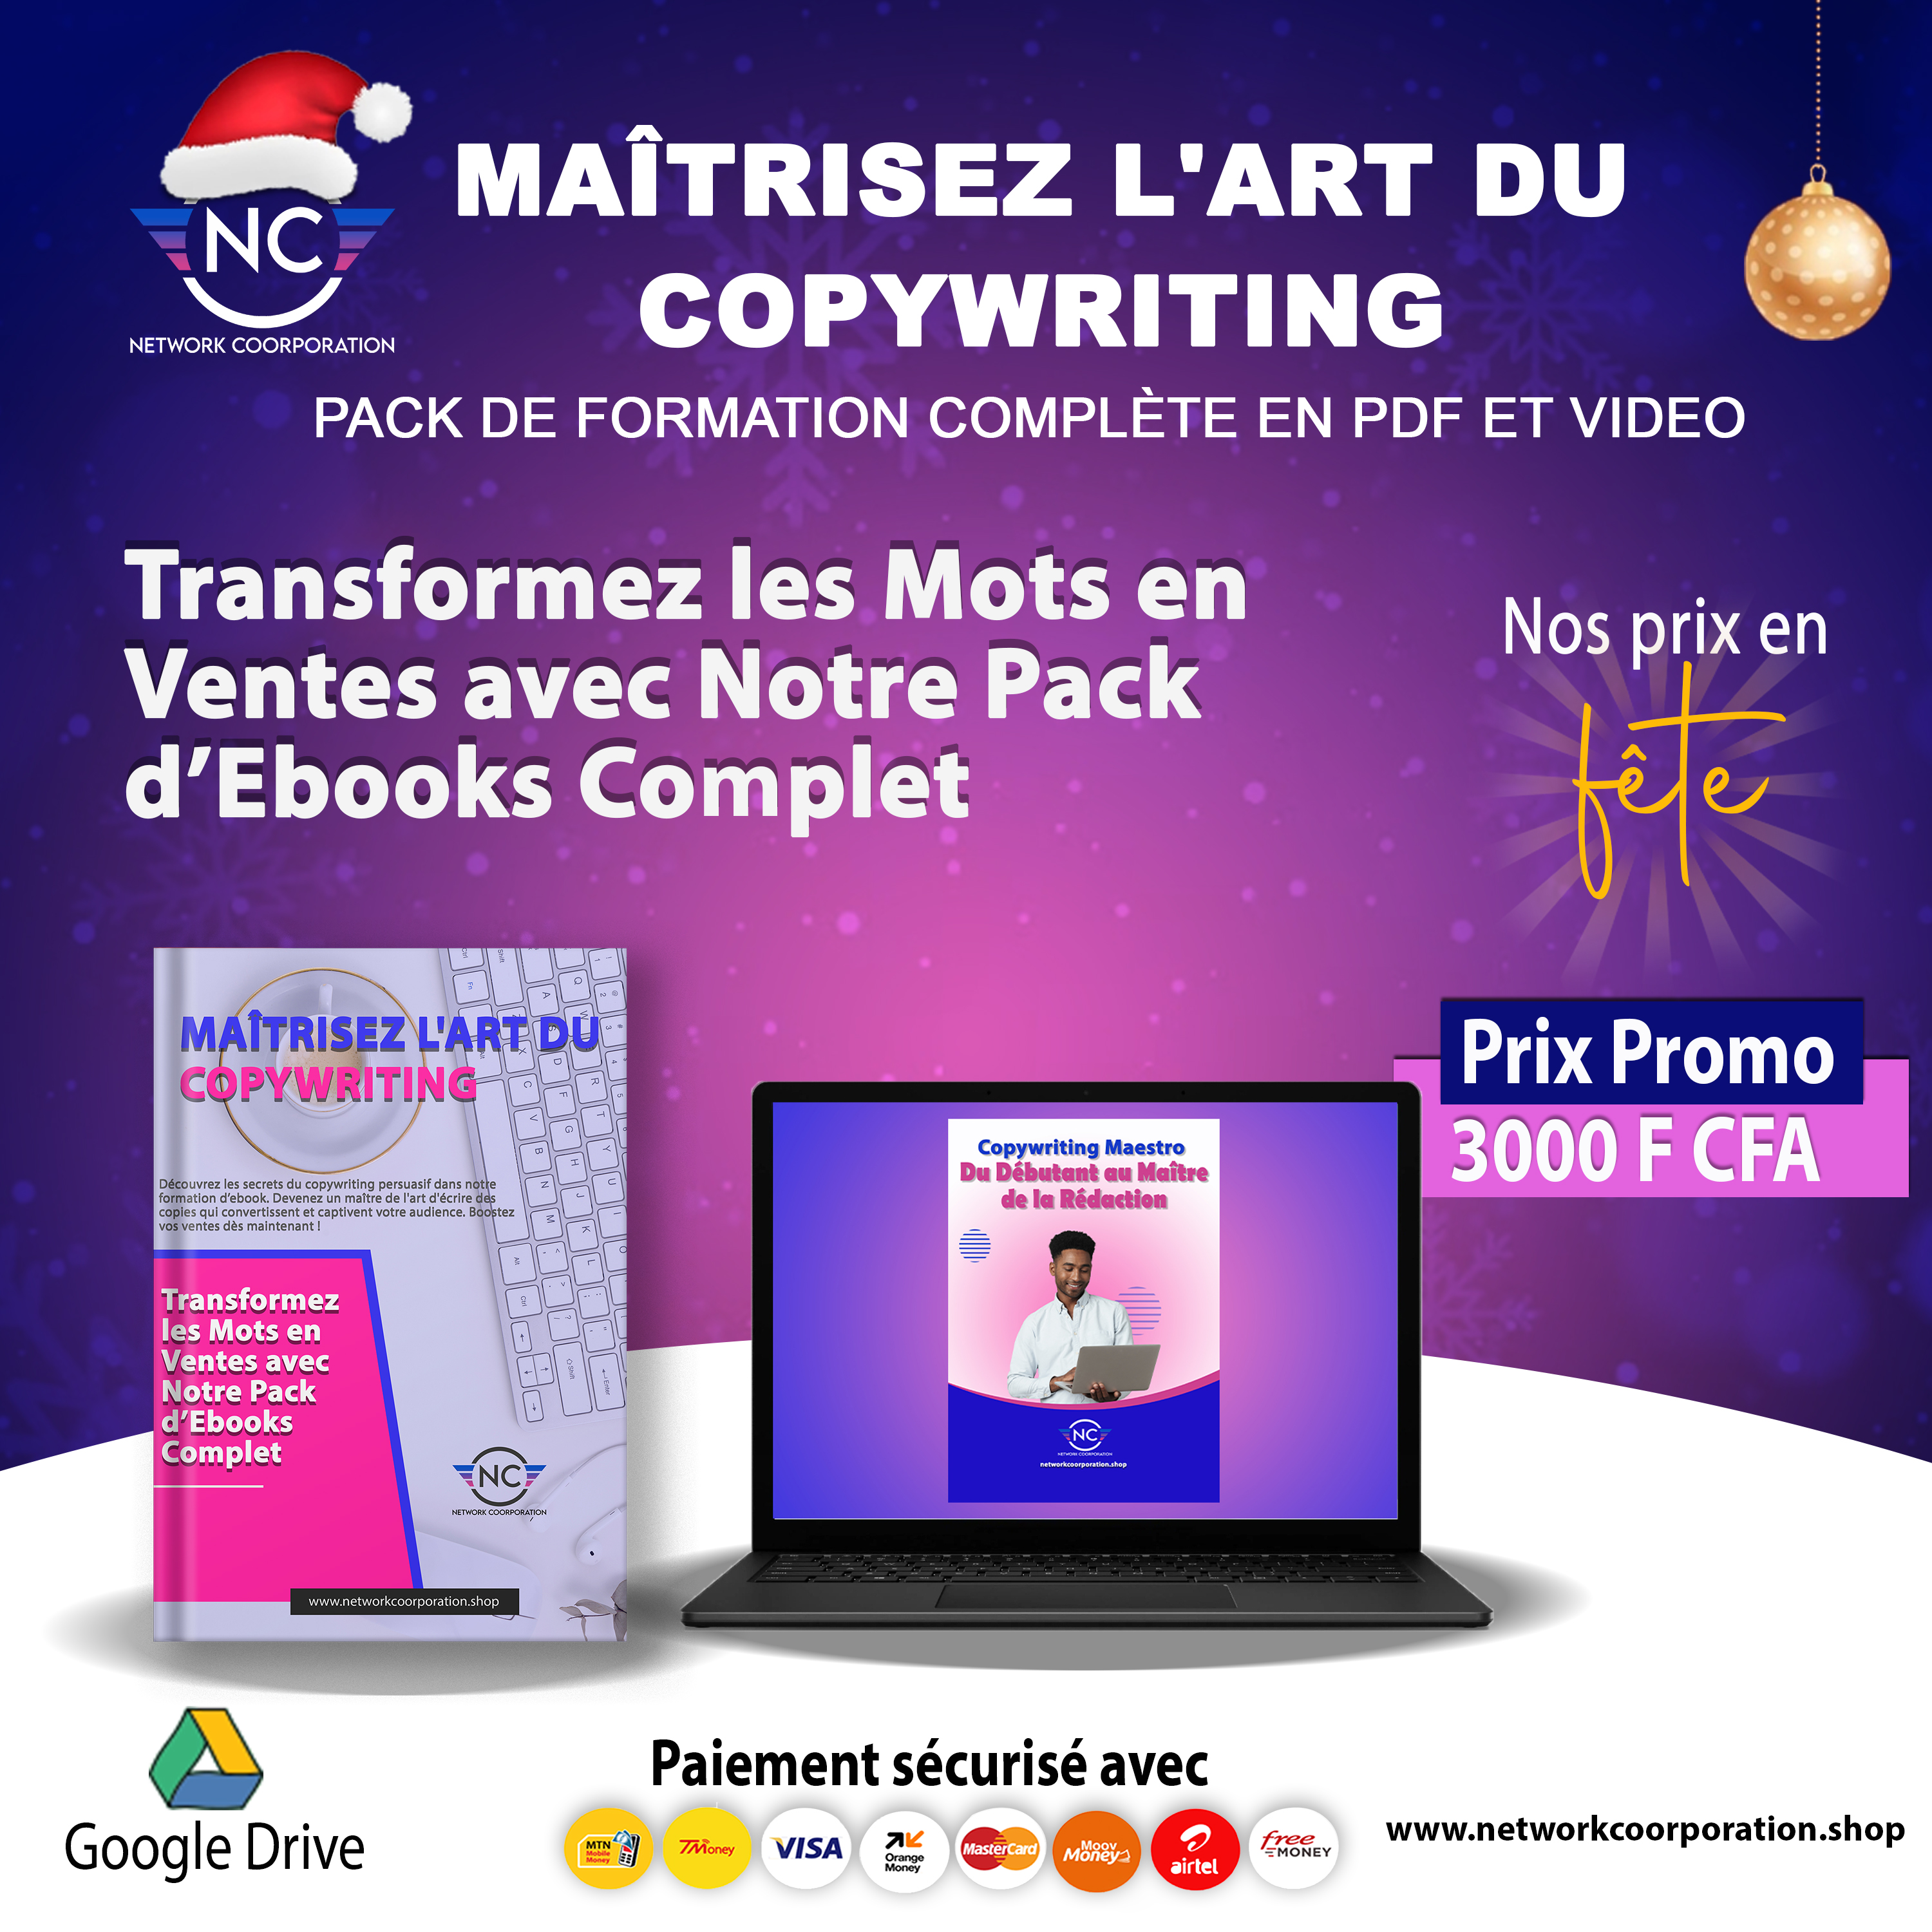 NC
NETWORK COORPORATION
MAÎTRISEZ L'ART DU
COPYWRITING
PACK DE FORMATION COMPLÈTE EN PDF ET VIDEO
Transformez les Mots en
Ventes avec Notre Pack
d’Ebooks Complet
Nos prix en
fête
Prix Promo
3000 F CFA
MAÎTRISEZ L'ART DU
COPYWRITING
Découvrez les secrets du copywriting persuasif dans notre
formation d'ebook. Devenez un maître de l'art d'écrire des
copies qui convertissent et captivent votre audience. Boostez
vos ventes dès maintenant !
Transformez
les Mots en
Ventes avec
Notre Pack
d’Ebooks
Complet
NC
NETWORK COORPORATION
www.networkcoorporation.shop
Copywriting Maestro
Du Débutant au Maître
de la Rédaction
NC
NETWORK COORPORATION
networkcoorporation.shop
Google Drive
Paiement sécurisé avec
MTN
Mobile
Money
TMoney
VISA
Orange
Money
MasterCard
Moov
Money
airtel
free
MONEY
www.networkcoorporation.shop